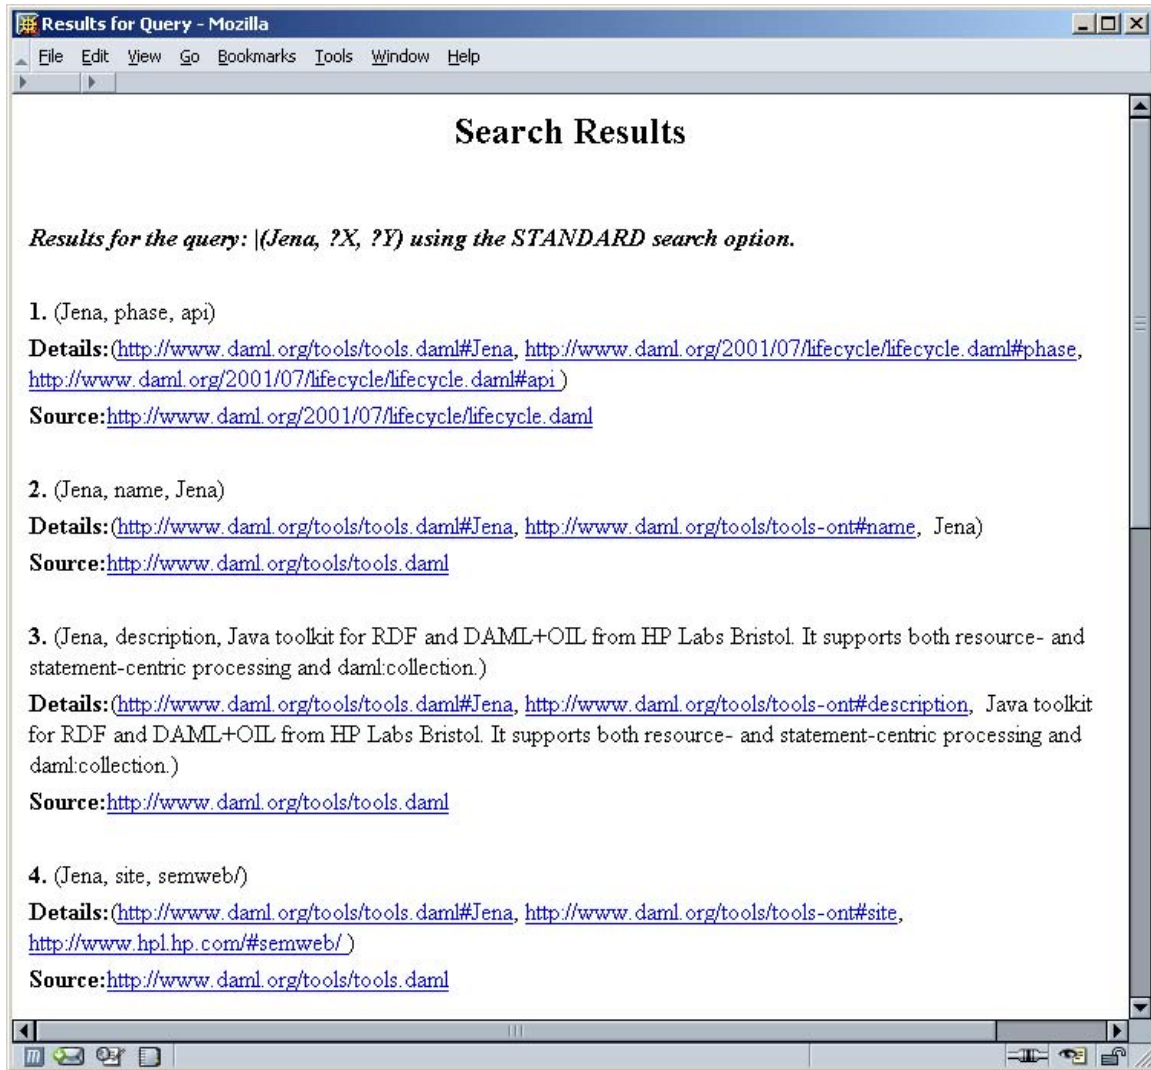 Results for Query - Mozilla
File Edit View Go Bookmarks Tools Window Help
Search Results
Results for the query: |(Jena, ?X, ?Y) using the STANDARD search option.
1. (Jena, phase, api)
Details:(http://www.daml.org/tools/tools.daml#Jena, http://www.daml.org/2001/07/lifecycle/lifecycle.daml#phase,
http://www.daml.org/2001/07/lifecycle/lifecycle.daml#api )
Source:http://www.daml.org/2001/07/lifecycle/lifecycle.daml
2. (Jena, name, Jena)
Details:(http://www.daml.org/tools/tools.daml#Jena, http://www.daml.org/tools/tools-ont#name, Jena)
Source:http://www.daml.org/tools/tools.daml
3. (Jena, description, Java toolkit for RDF and DAML+OIL from HP Labs Bristol. It supports both resource- and
statement-centric processing and daml:collection.)
Details:(http://www.daml.org/tools/tools.daml#Jena, http://www.daml.org/tools/tools-ont#description, Java toolkit
for RDF and DAML+OIL from HP Labs Bristol. It supports both resource- and statement-centric processing and
daml:collection.)
Source:http://www.daml.org/tools/tools.daml
4. (Jena, site, semweb/)
Details:(http://www.daml.org/tools/tools.daml#Jena, http://www.daml.org/tools/tools-ont#site,
http://www.hpl.hp.com/#semweb/ )
Source:http://www.daml.org/tools/tools.daml